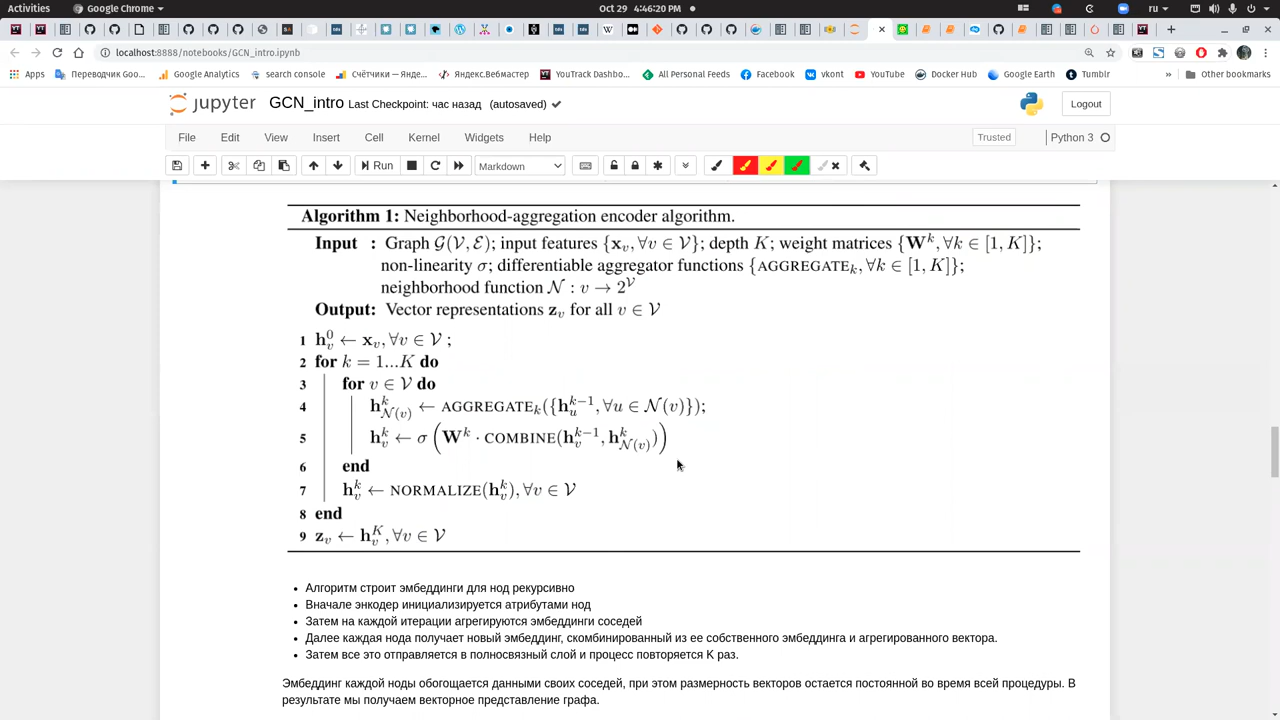 Activities Google Chrome Oct 29 4:46:20 PM ru
localhost:8888/notebooks/GCN_intro.ipynb
Apps Переводчик Goo... Google Analytics search console Счётчики — Янде... Яндекс.Вебмастер YouTrack Dashbo... All Personal Feeds Facebook vkont YouTube Docker Hub Google Earth Tumblr » Other bookmarks
jupyter GCN_intro Last Checkpoint: час назад (autosaved) Logout
File Edit View Insert Cell Kernel Widgets Help Trusted Python 3
Run Markdown
Algorithm 1: Neighborhood-aggregation encoder algorithm.
Input : Graph 𝒢(𝒱, ℰ); input features {x_v, ∀v ∈ 𝒱}; depth K; weight matrices {W^k, ∀k ∈ [1, K]};
non-linearity σ; differentiable aggregator functions {AGGREGATE_k, ∀k ∈ [1, K]};
neighborhood function 𝒩 : v → 2^𝒱
Output: Vector representations z_v for all v ∈ 𝒱
1 h_v^0 ← x_v, ∀v ∈ 𝒱 ;
2 for k = 1...K do
3 for v ∈ 𝒱 do
4 h_{𝒩(v)}^k ← AGGREGATE_k({h_u^{k−1}, ∀u ∈ 𝒩(v)});
5 h_v^k ← σ (W^k · COMBINE(h_v^{k−1}, h_{𝒩(v)}^k))
6 end
7 h_v^k ← NORMALIZE(h_v^k), ∀v ∈ 𝒱
8 end
9 z_v ← h_v^K, ∀v ∈ 𝒱
• Алгоритм строит эмбеддинги для нод рекурсивно
• Вначале энкодер инициализируется атрибутами нод
• Затем на каждой итерации агрегируются эмбеддинги соседей
• Далее каждая нода получает новый эмбеддинг, скомбинированный из ее собственного эмбеддинга и агрегированного вектора.
• Затем все это отправляется в полносвязный слой и процесс повторяется K раз.
Эмбеддинг каждой ноды обогощается данными своих соседей, при этом размерность векторов остается постоянной во время всей процедуры. В
результате мы получаем векторное представление графа.